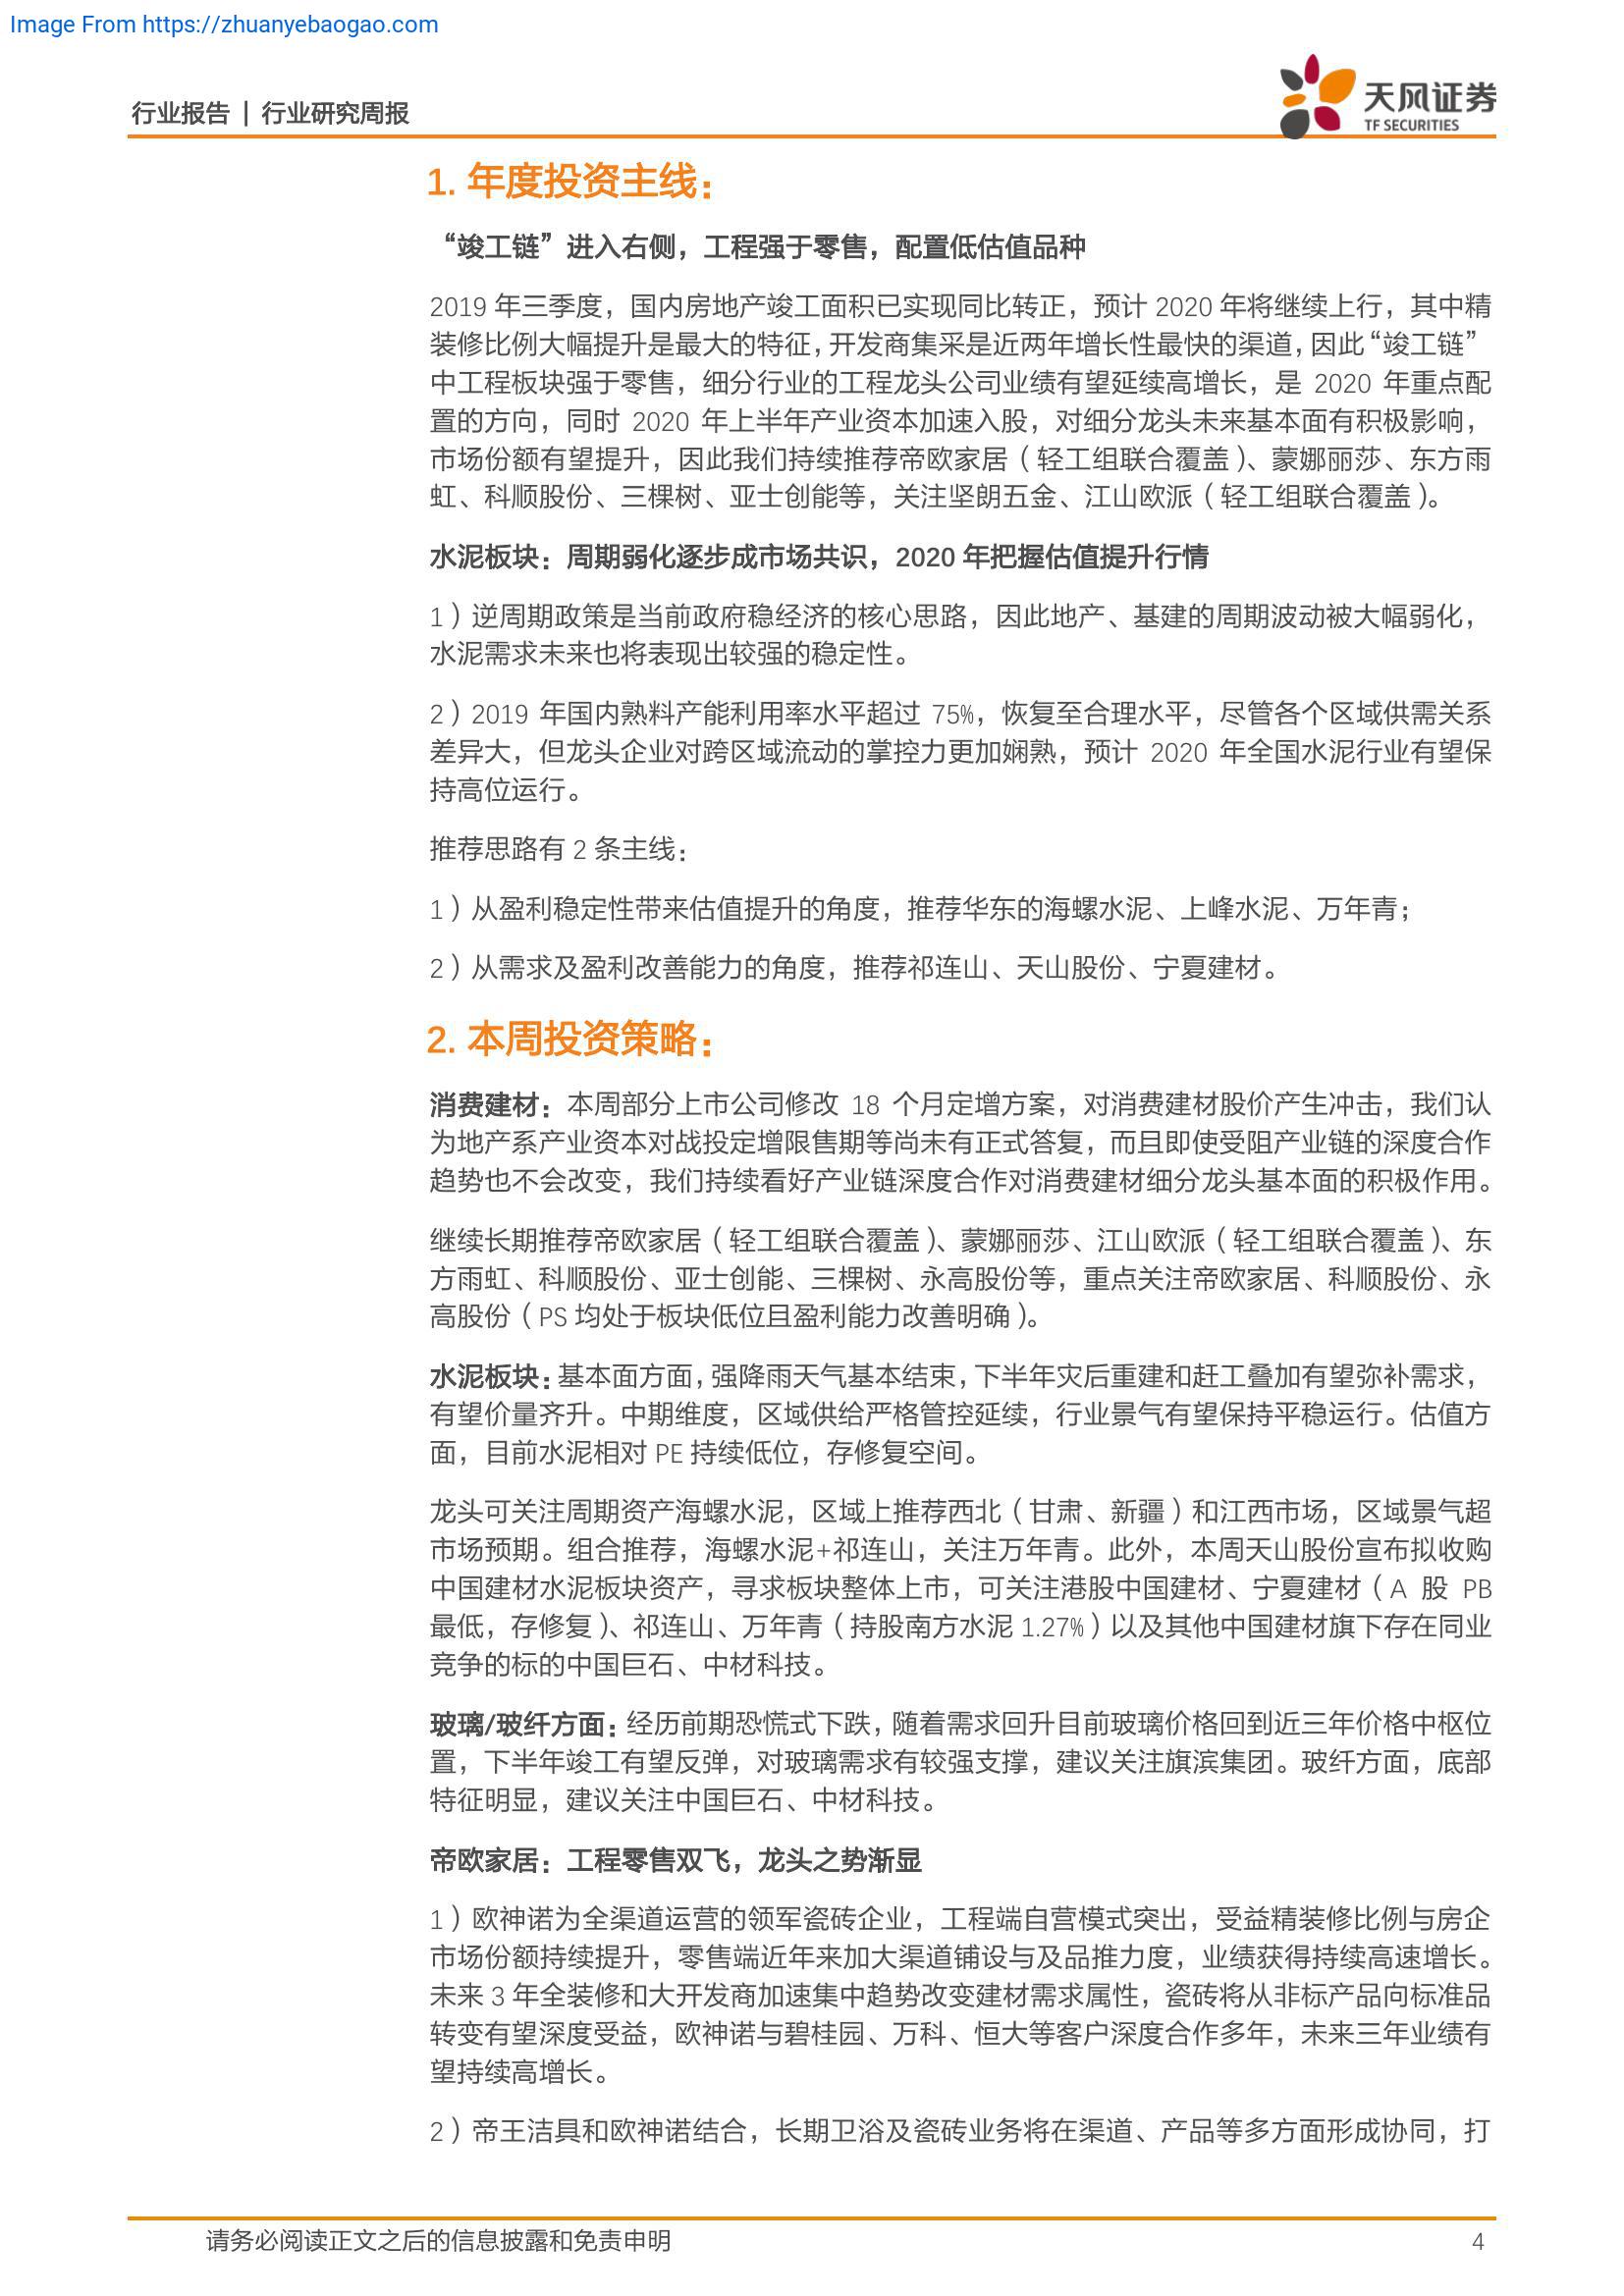 Image From https://zhuanyebaogao.com
行业报告 | 行业研究周报
天风证券
TF SECURITIES
1. 年度投资主线：
“竣工链”进入右侧，工程强于零售，配置低估值品种
2019 年三季度，国内房地产竣工面积已实现同比转正，预计 2020 年将继续上行，其中精
装修比例大幅提升是最大的特征，开发商集采是近两年增长性最快的渠道，因此“竣工链”
中工程板块强于零售，细分行业的工程龙头公司业绩有望延续高增长，是 2020 年重点配
置的方向，同时 2020 年上半年产业资本加速入股，对细分龙头未来基本面有积极影响，
市场份额有望提升，因此我们持续推荐帝欧家居（轻工组联合覆盖）、蒙娜丽莎、东方雨
虹、科顺股份、三棵树、亚士创能等，关注坚朗五金、江山欧派（轻工组联合覆盖）。
水泥板块：周期弱化逐步成市场共识，2020 年把握估值提升行情
1）逆周期政策是当前政府稳经济的核心思路，因此地产、基建的周期波动被大幅弱化，
水泥需求未来也将表现出较强的稳定性。
2）2019 年国内熟料产能利用率水平超过 75%，恢复至合理水平，尽管各个区域供需关系
差异大，但龙头企业对跨区域流动的掌控力更加娴熟，预计 2020 年全国水泥行业有望保
持高位运行。
推荐思路有 2 条主线：
1）从盈利稳定性带来估值提升的角度，推荐华东的海螺水泥、上峰水泥、万年青；
2）从需求及盈利改善能力的角度，推荐祁连山、天山股份、宁夏建材。
2. 本周投资策略：
消费建材：本周部分上市公司修改 18 个月定增方案，对消费建材股价产生冲击，我们认
为地产系产业资本对战投定增限售期等尚未有正式答复，而且即使受阻产业链的深度合作
趋势也不会改变，我们持续看好产业链深度合作对消费建材细分龙头基本面的积极作用。
继续长期推荐帝欧家居（轻工组联合覆盖）、蒙娜丽莎、江山欧派（轻工组联合覆盖）、东
方雨虹、科顺股份、亚士创能、三棵树、永高股份等，重点关注帝欧家居、科顺股份、永
高股份（PS 均处于板块低位且盈利能力改善明确）。
水泥板块：基本面方面，强降雨天气基本结束，下半年灾后重建和赶工叠加有望弥补需求，
有望价量齐升。中期维度，区域供给严格管控延续，行业景气有望保持平稳运行。估值方
面，目前水泥相对 PE 持续低位，存修复空间。
龙头可关注周期资产海螺水泥，区域上推荐西北（甘肃、新疆）和江西市场，区域景气超
市场预期。组合推荐，海螺水泥+祁连山，关注万年青。此外，本周天山股份宣布拟收购
中国建材水泥板块资产，寻求板块整体上市，可关注港股中国建材、宁夏建材（A 股 PB
最低，存修复）、祁连山、万年青（持股南方水泥 1.27%）以及其他中国建材旗下存在同业
竞争的标的中国巨石、中材科技。
玻璃/玻纤方面：经历前期恐慌式下跌，随着需求回升目前玻璃价格回到近三年价格中枢位
置，下半年竣工有望反弹，对玻璃需求有较强支撑，建议关注旗滨集团。玻纤方面，底部
特征明显，建议关注中国巨石、中材科技。
帝欧家居：工程零售双飞，龙头之势渐显
1）欧神诺为全渠道运营的领军瓷砖企业，工程端自营模式突出，受益精装修比例与房企
市场份额持续提升，零售端近年来加大渠道铺设与及品推力度，业绩获得持续高速增长。
未来 3 年全装修和大开发商加速集中趋势改变建材需求属性，瓷砖将从非标产品向标准品
转变有望深度受益，欧神诺与碧桂园、万科、恒大等客户深度合作多年，未来三年业绩有
望持续高增长。
2）帝王洁具和欧神诺结合，长期卫浴及瓷砖业务将在渠道、产品等多方面形成协同，打
请务必阅读正文之后的信息披露和免责申明
4